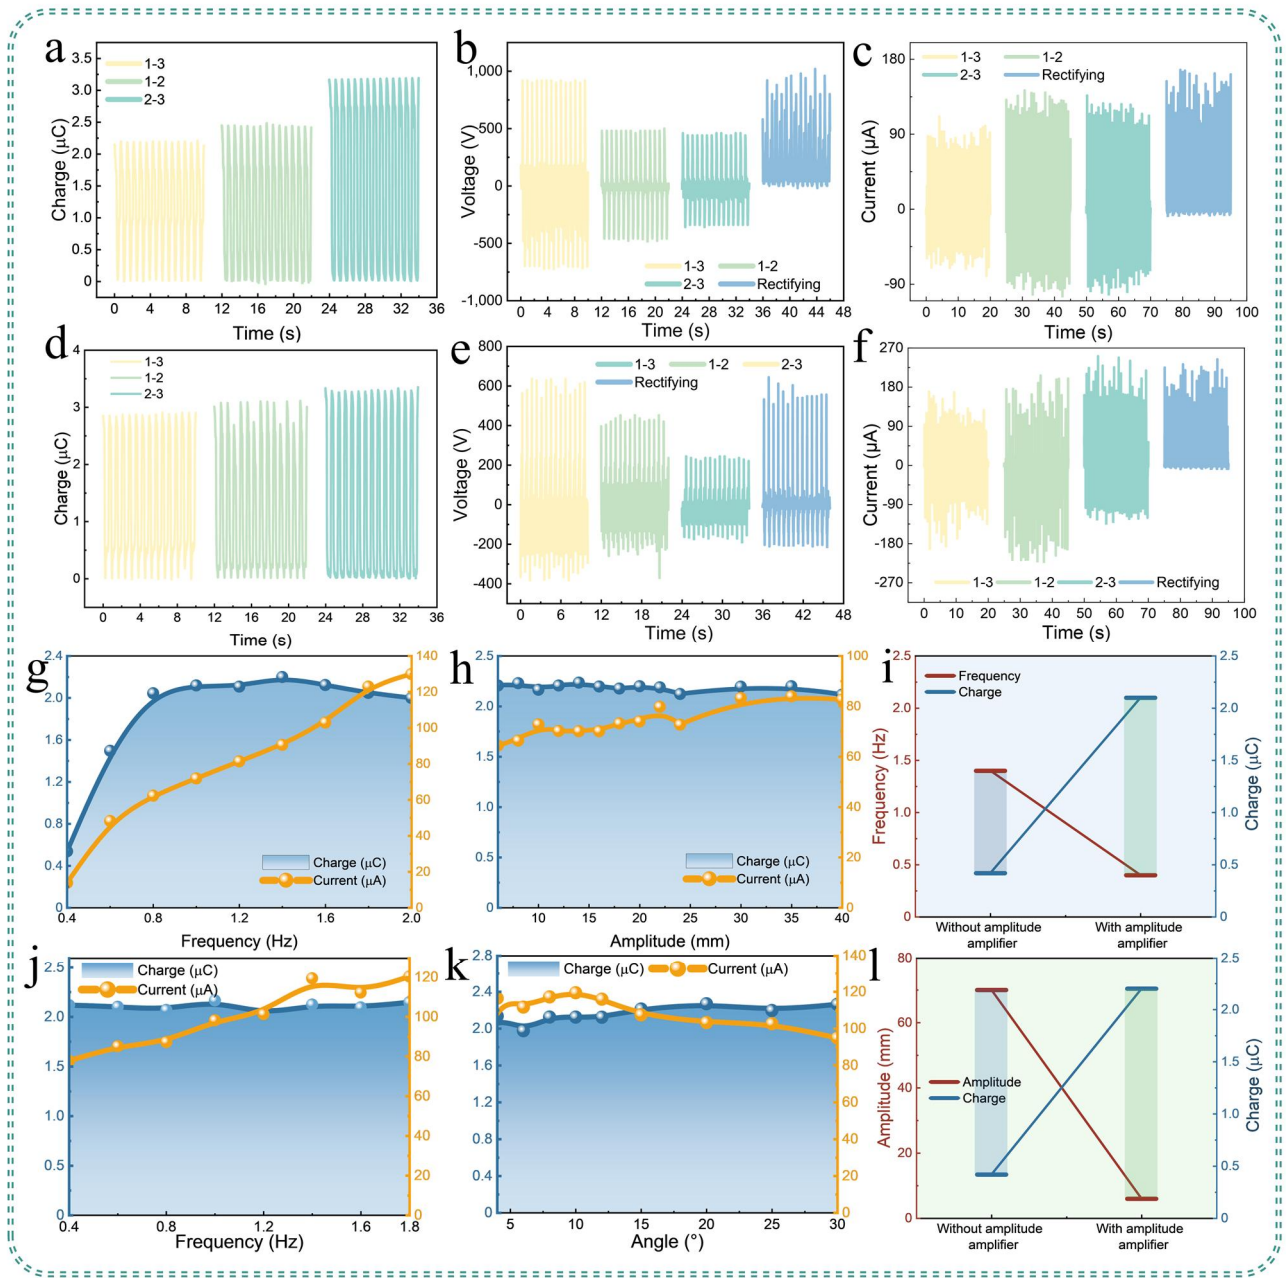 a
3.5
3.0
2.5
2.0
1.5
1.0
0.5
0
Charge (μC)
1-3
1-2
2-3
0 4 8 12 16 20 24 28 32 36
Time (s)
b
1,000
500
0
-500
-1,000
Voltage (V)
1-3 1-2
2-3 Rectifying
0 4 8 12 16 20 24 28 32 36 40 44 48
Time (s)
c
180
90
0
-90
Current (μA)
1-3 1-2
2-3 Rectifying
0 10 20 30 40 50 60 70 80 90 100
Time (s)
d
4
3
2
1
0
Charge (μC)
1-3
1-2
2-3
0 4 8 12 16 20 24 28 32 36
Time (s)
e
800
600
400
200
0
-200
-400
Voltage (V)
1-3 1-2 2-3
Rectifying
0 6 12 18 24 30 36 42 48
Time (s)
f
270
180
90
0
-90
-180
-270
Current (μA)
1-3 1-2 2-3 Rectifying
0 10 20 30 40 50 60 70 80 90 100
Time (s)
g
2.4
2.0
1.6
1.2
0.8
0.4
0
140
120
100
80
60
40
20
0
Charge (μC)
Current (μA)
0.4 0.8 1.2 1.6 2.0
Frequency (Hz)
h
2.5
2.0
1.5
1.0
0.5
0
100
80
60
40
20
0
Charge (μC)
Current (μA)
10 15 20 25 30 35 40
Amplitude (mm)
i
2.5
2.0
1.5
1.0
0.5
0
Frequency (Hz)
Frequency
Charge
2.5
2.0
1.5
1.0
0.5
0
Charge (μC)
Without amplitude
amplifier
With amplitude
amplifier
j
2.5
2.0
1.5
1.0
0.5
0
120
100
80
60
40
20
0
Charge (μC)
Current (μA)
0.4 0.8 1.2 1.6 1.8
Frequency (Hz)
k
2.8
2.4
2.0
1.6
1.2
0.8
0.4
0
140
120
100
80
60
40
20
0
Charge (μC) Current (μA)
5 10 15 20 25 30
Angle (°)
l
80
60
40
20
0
Amplitude (mm)
Amplitude
Charge
2.5
2.0
1.5
1.0
0.5
0
Charge (μC)
Without amplitude
amplifier
With amplitude
amplifier